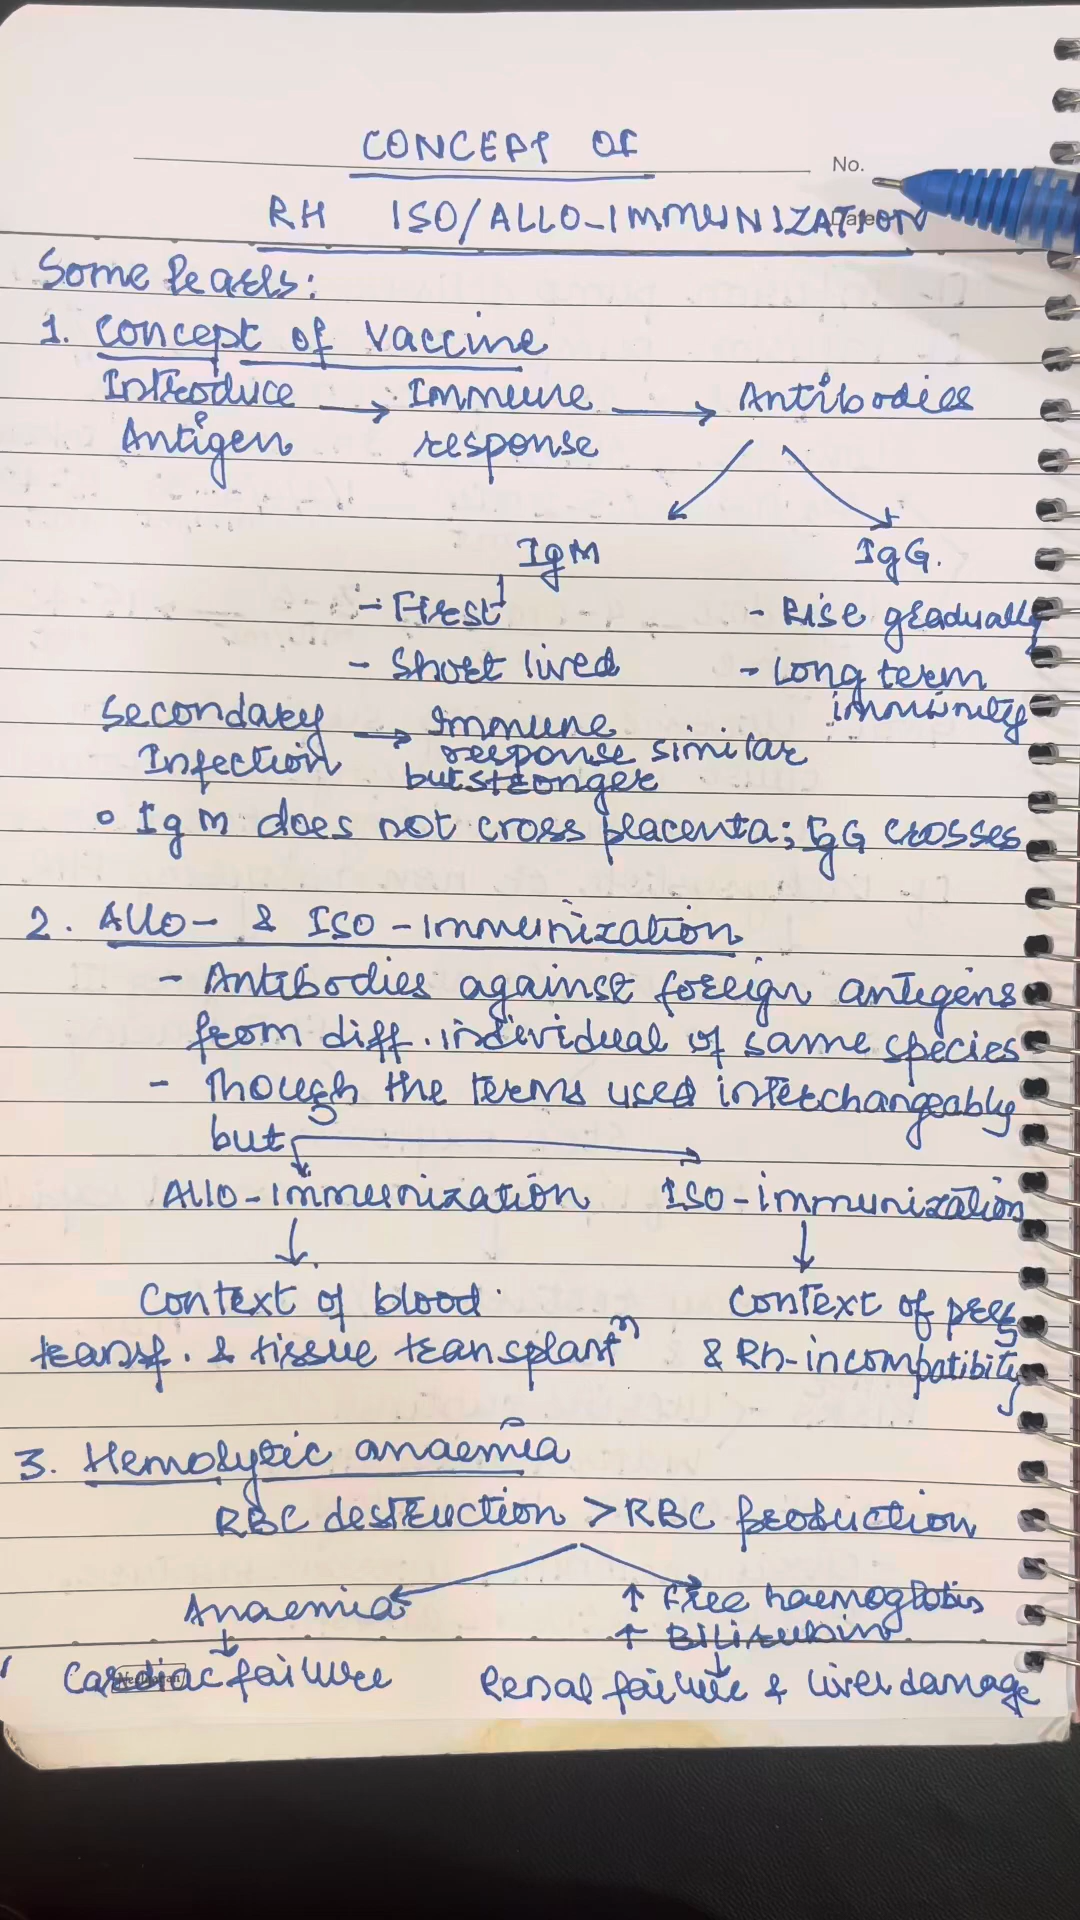 CONCEPT OF
No.
RH ISO/ALLO-IMMUNIZATION
Date
Some facts:
1. Concept of Vaccine
Introduce → Immune → Antibodies
Antigen response
IgM IgG.
- First - Rise gradually
- Short lived - Long term
immunity
Secondary → Immune
Infection response similar
but stronger
° IgM does not cross placenta; IgG crosses
2. Allo- & ISO-immunization
- Antibodies against foreign antigens
from diff. individual of same species
- Though the terms used interchangeably
but
Allo-immunization ISO-immunization
↓ ↓
Context of blood Context of preg
transf. & tissue transplantⁿ & Rh-incompatibity
3. Hemolytic anaemia
RBC destruction > RBC production
Anaemia ↑ Free haemoglobin
↓ ↑ Bilirubin
Cardiac failure Renal failure & liver damage